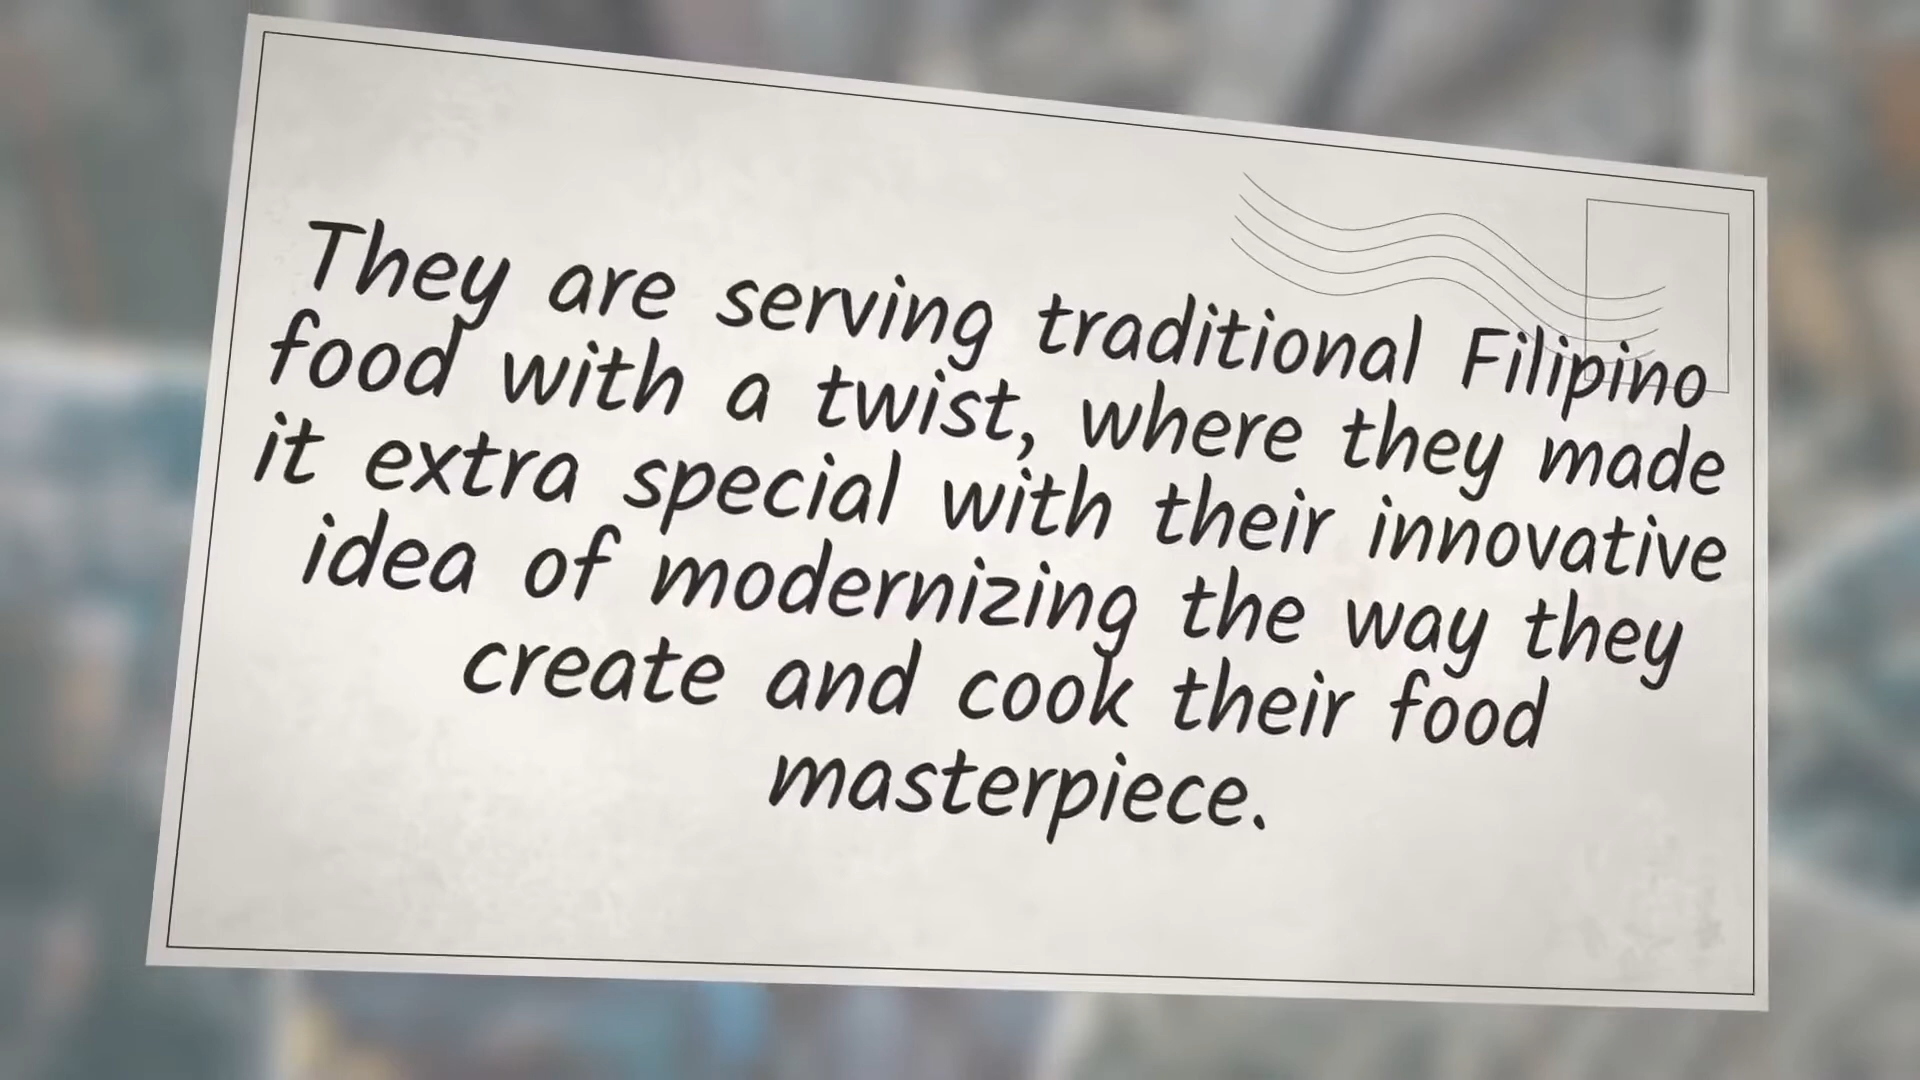 They are serving traditional Filipino
food with a twist, where they made
it extra special with their innovative
idea of modernizing the way they
create and cook their food
masterpiece.